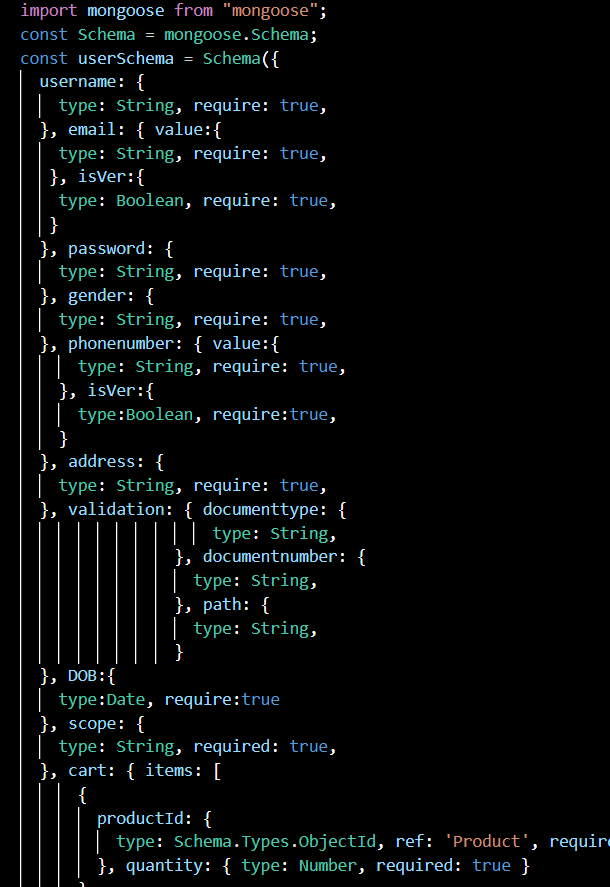 import mongoose from "mongoose";
const Schema = mongoose.Schema;
const userSchema = Schema({
username: {
type: String, require: true,
}, email: { value:{
type: String, require: true,
}, isVer:{
type: Boolean, require: true,
}
}, password: {
type: String, require: true,
}, gender: {
type: String, require: true,
}, phonenumber: { value:{
type: String, require: true,
}, isVer:{
type:Boolean, require:true,
}
}, address: {
type: String, require: true,
}, validation: { documenttype: {
type: String,
}, documentnumber: {
type: String,
}, path: {
type: String,
}
}, DOB:{
type:Date, require:true
}, scope: {
type: String, required: true,
}, cart: { items: [
{
productId: {
type: Schema.Types.ObjectId, ref: 'Product', require
}, quantity: { type: Number, required: true }